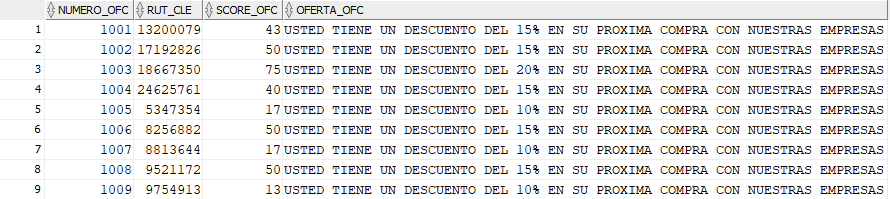 NUMERO_OFC RUT_CLE SCORE_OFC OFERTA_OFC
1 1001 13200079 43 USTED TIENE UN DESCUENTO DEL 15% EN SU PROXIMA COMPRA CON NUESTRAS EMPRESAS
2 1002 17192826 50 USTED TIENE UN DESCUENTO DEL 15% EN SU PROXIMA COMPRA CON NUESTRAS EMPRESAS
3 1003 18667350 75 USTED TIENE UN DESCUENTO DEL 20% EN SU PROXIMA COMPRA CON NUESTRAS EMPRESAS
4 1004 24625761 40 USTED TIENE UN DESCUENTO DEL 15% EN SU PROXIMA COMPRA CON NUESTRAS EMPRESAS
5 1005 5347354 17 USTED TIENE UN DESCUENTO DEL 10% EN SU PROXIMA COMPRA CON NUESTRAS EMPRESAS
6 1006 8256882 50 USTED TIENE UN DESCUENTO DEL 15% EN SU PROXIMA COMPRA CON NUESTRAS EMPRESAS
7 1007 8813644 17 USTED TIENE UN DESCUENTO DEL 10% EN SU PROXIMA COMPRA CON NUESTRAS EMPRESAS
8 1008 9521172 50 USTED TIENE UN DESCUENTO DEL 15% EN SU PROXIMA COMPRA CON NUESTRAS EMPRESAS
9 1009 9754913 13 USTED TIENE UN DESCUENTO DEL 10% EN SU PROXIMA COMPRA CON NUESTRAS EMPRESAS